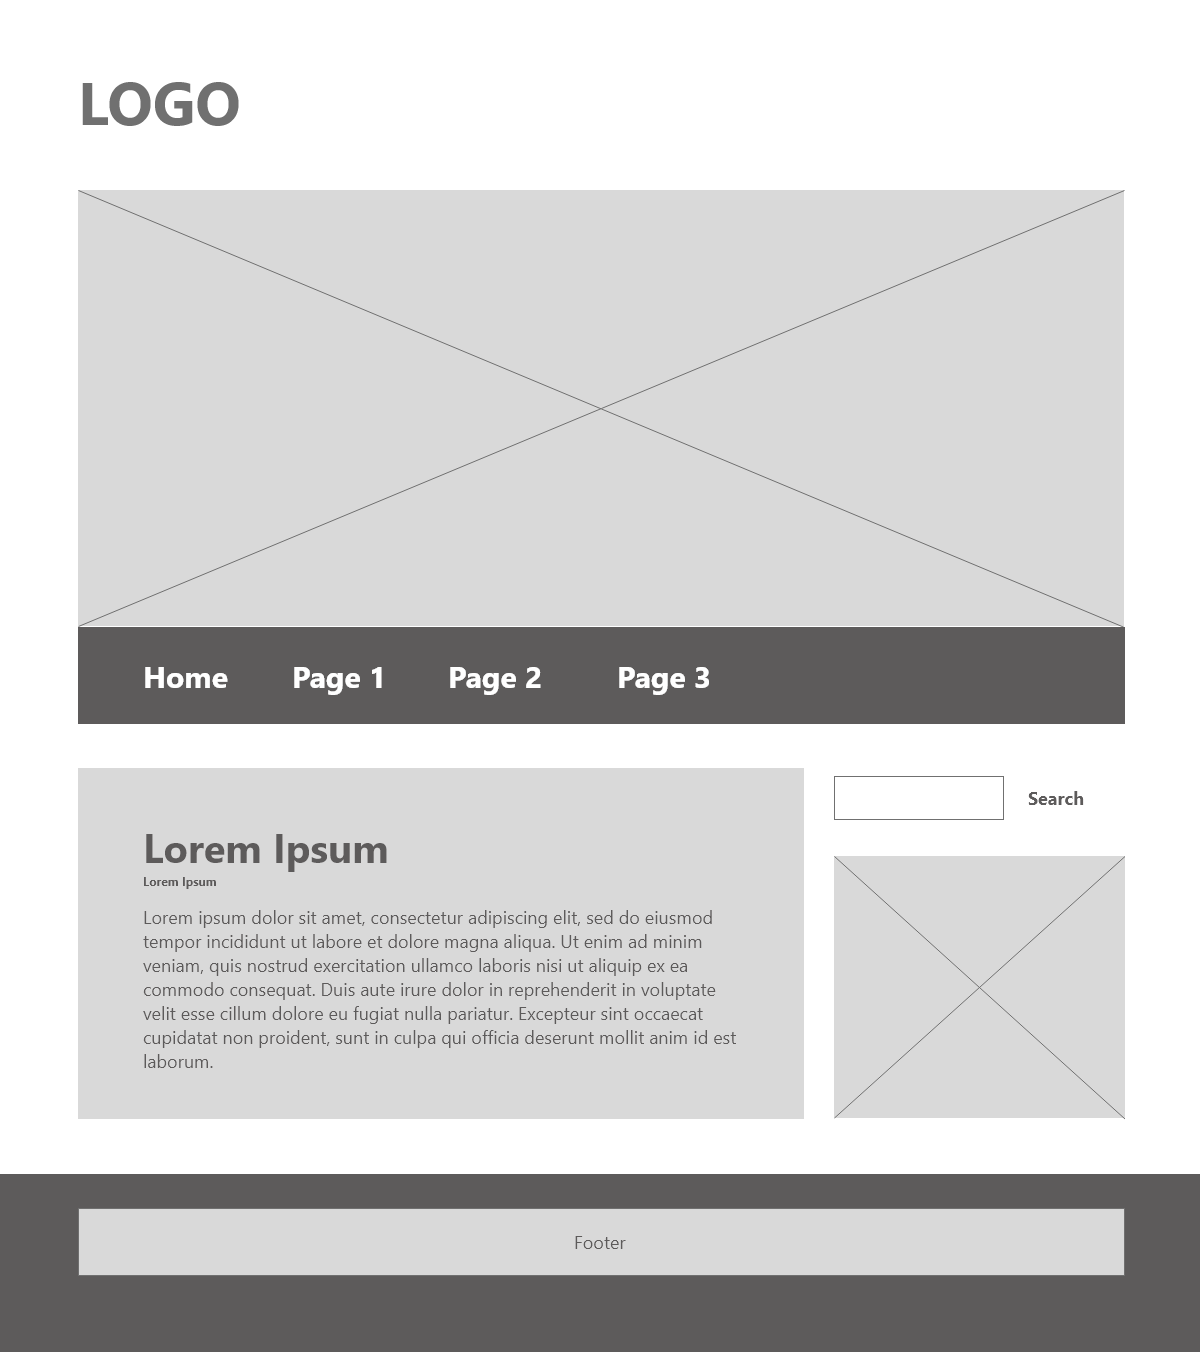 LOGO
Home Page 1 Page 2 Page 3
Search
Lorem Ipsum
Lorem Ipsum
Lorem ipsum dolor sit amet, consectetur adipiscing elit, sed do eiusmod
tempor incididunt ut labore et dolore magna aliqua. Ut enim ad minim
veniam, quis nostrud exercitation ullamco laboris nisi ut aliquip ex ea
commodo consequat. Duis aute irure dolor in reprehenderit in voluptate
velit esse cillum dolore eu fugiat nulla pariatur. Excepteur sint occaecat
cupidatat non proident, sunt in culpa qui officia deserunt mollit anim id est
laborum.
Footer